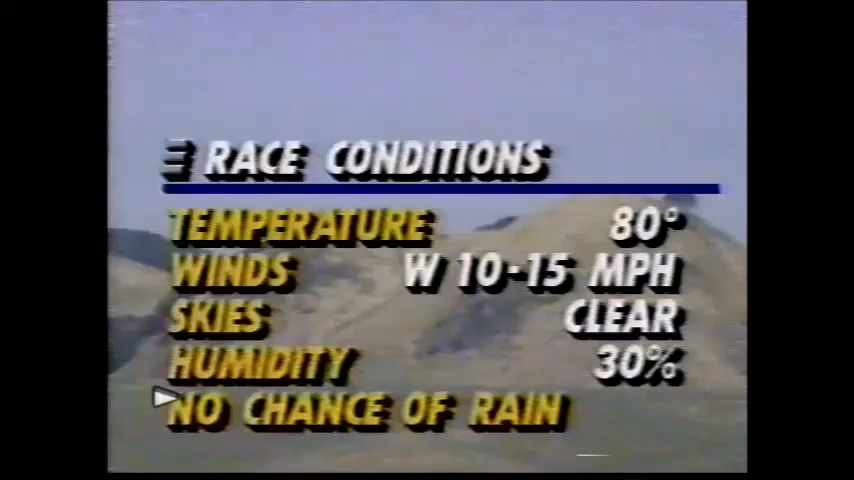 RACE CONDITIONS
TEMPERATURE 80°
WINDS W 10-15 MPH
SKIES CLEAR
HUMIDITY 30%
NO CHANCE OF RAIN